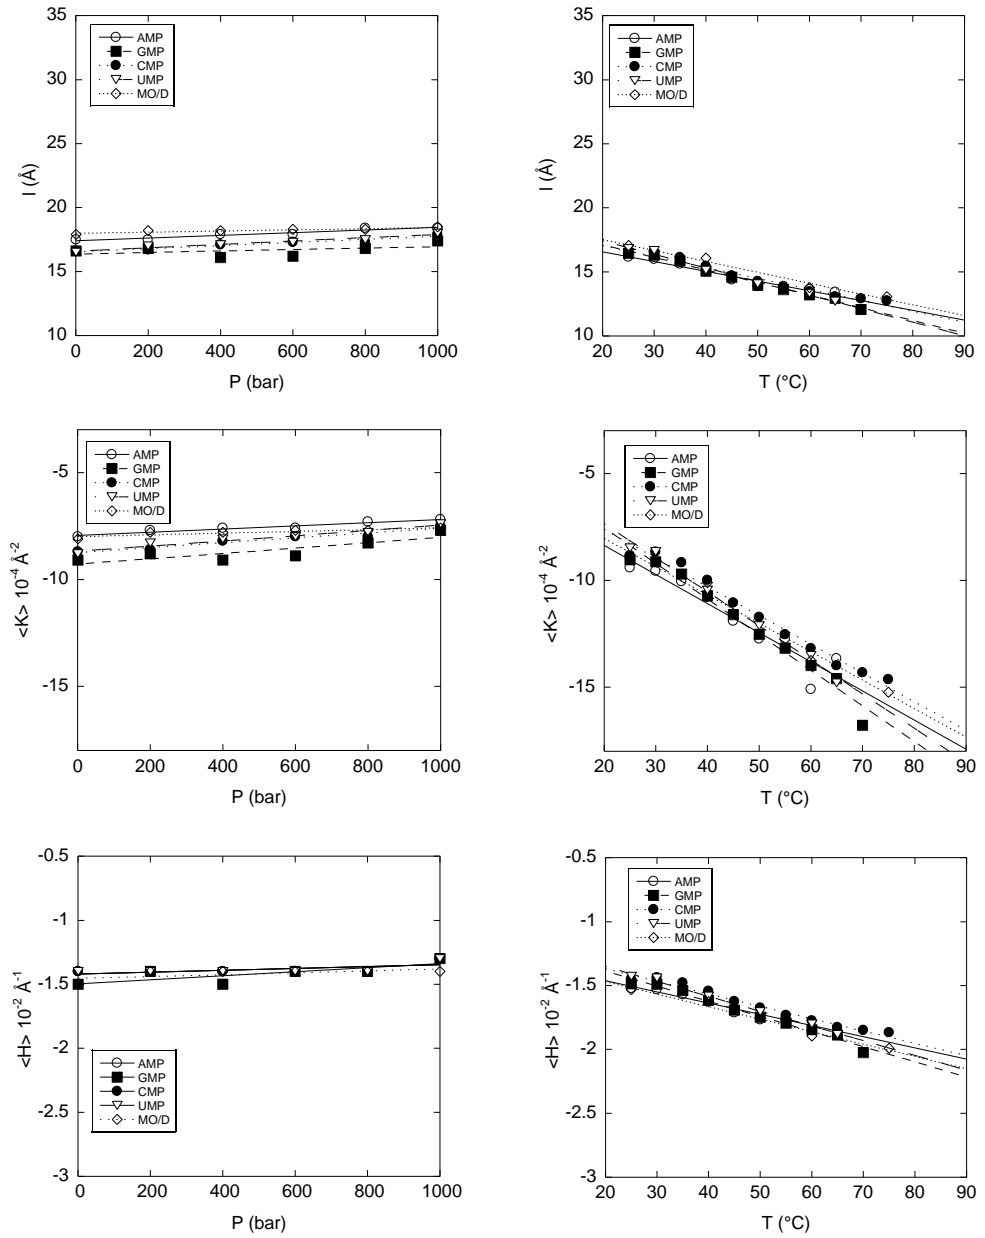 35
30
25
20
15
10
l (Å)
AMP
GMP
CMP
UMP
MO/D
0 200 400 600 800 1000
P (bar)
35
30
25
20
15
10
l (Å)
AMP
GMP
CMP
UMP
MO/D
20 30 40 50 60 70 80 90
T (°C)
-5
-10
-15
<K> 10-4 Å-2
AMP
GMP
CMP
UMP
MO/D
0 200 400 600 800 1000
P (bar)
-5
-10
-15
<K> 10-4 Å-2
AMP
GMP
CMP
UMP
MO/D
20 30 40 50 60 70 80 90
T (°C)
-0.5
-1
-1.5
-2
-2.5
-3
<H> 10-2 Å-1
AMP
GMP
CMP
UMP
MO/D
0 200 400 600 800 1000
P (bar)
-0.5
-1
-1.5
-2
-2.5
-3
<H> 10-2 Å-1
AMP
GMP
CMP
UMP
MO/D
20 30 40 50 60 70 80 90
T (°C)